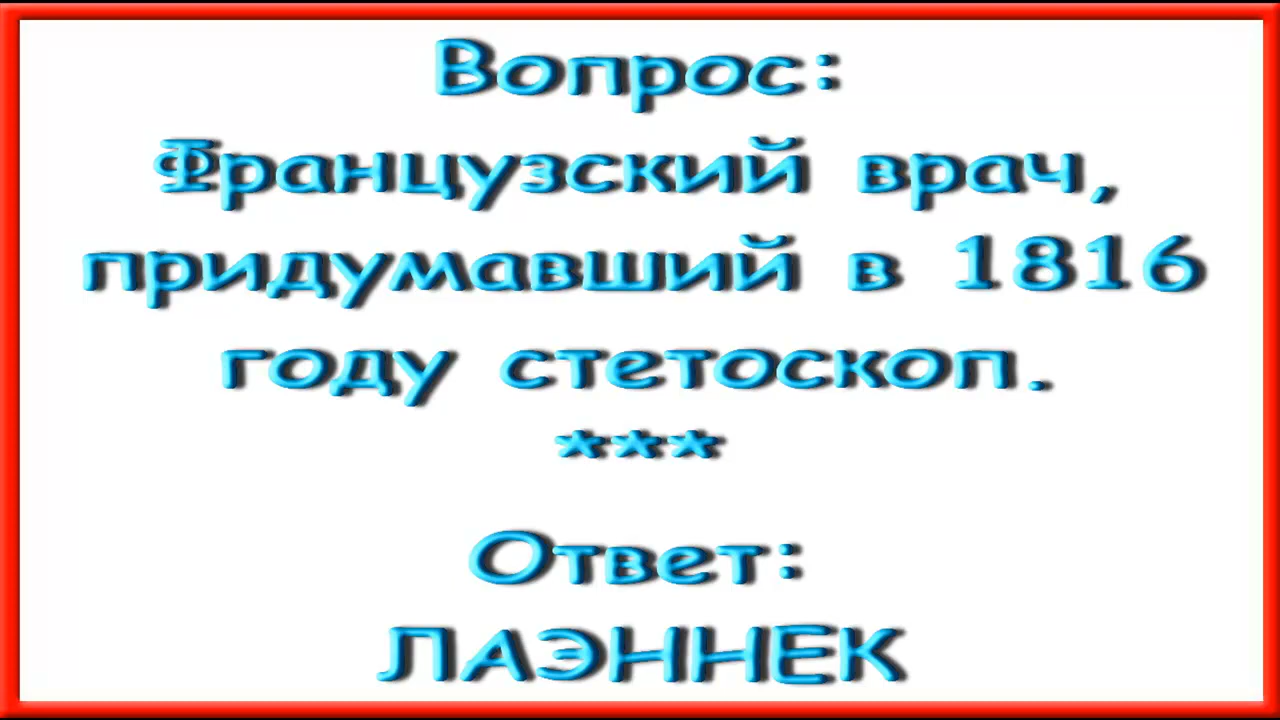 Вопрос:
Французский врач,
придумавший в 1816
году стетоскоп.
***
Ответ:
ЛАЭННЕК